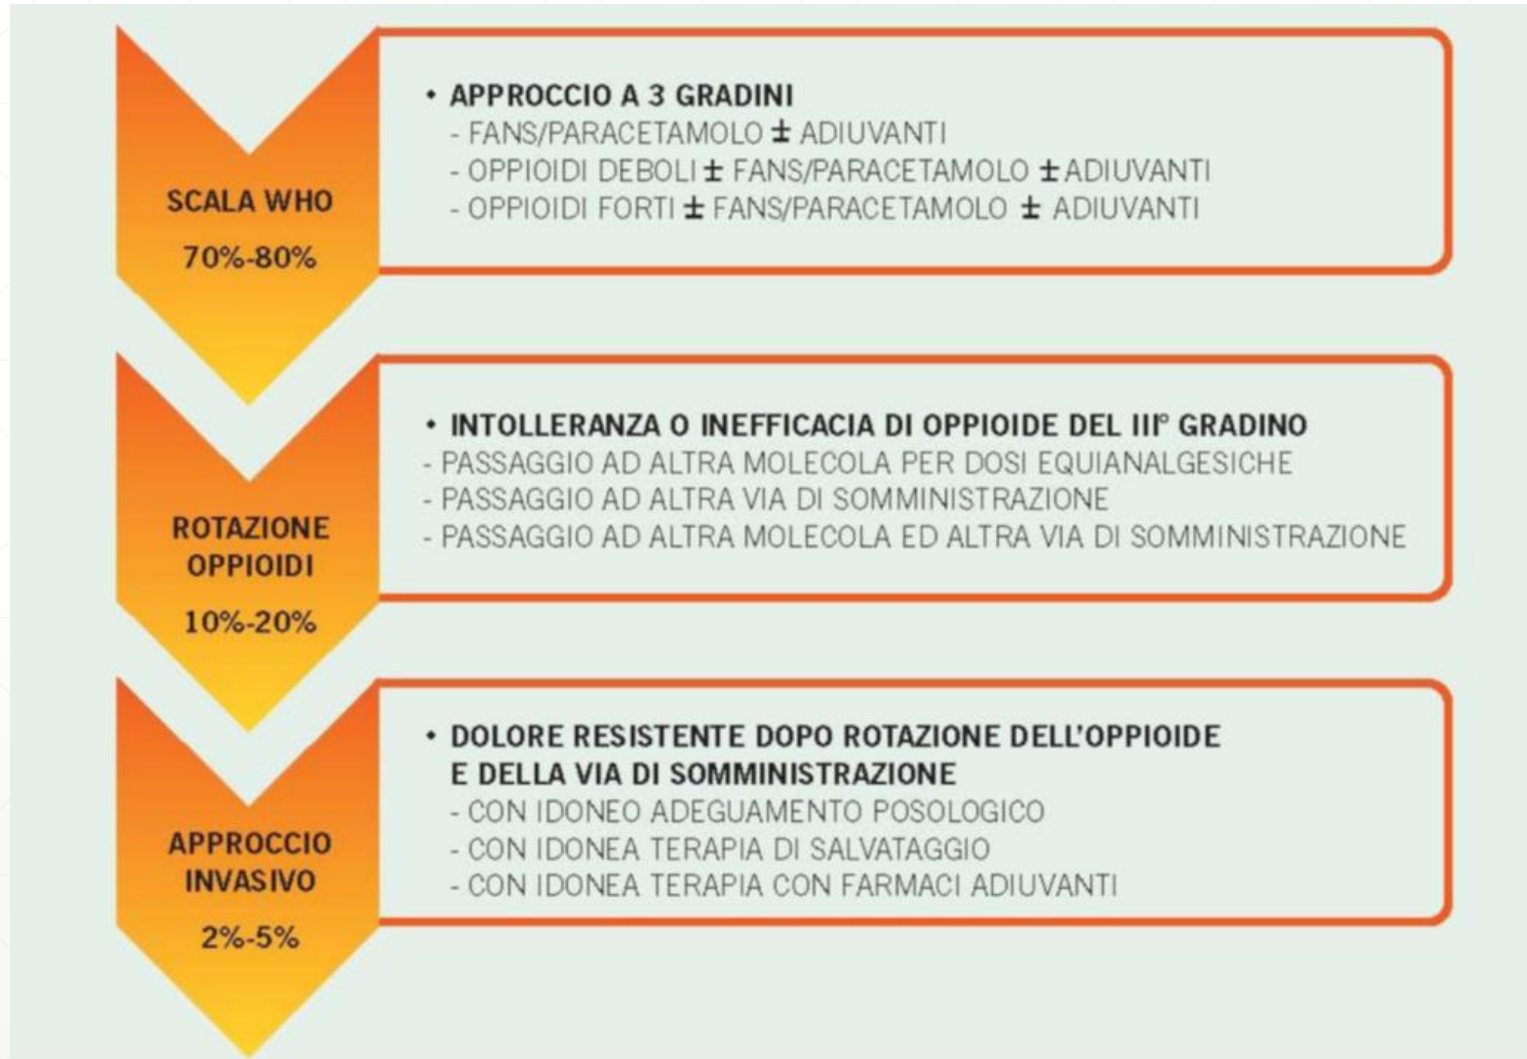 SCALA WHO
70%-80%
• APPROCCIO A 3 GRADINI
- FANS/PARACETAMOLO ± ADIUVANTI
- OPPIOIDI DEBOLI ± FANS/PARACETAMOLO ± ADIUVANTI
- OPPIOIDI FORTI ± FANS/PARACETAMOLO ± ADIUVANTI
ROTAZIONE
OPPIOIDI
10%-20%
• INTOLLERANZA O INEFFICACIA DI OPPIOIDE DEL III° GRADINO
- PASSAGGIO AD ALTRA MOLECOLA PER DOSI EQUIANALGESICHE
- PASSAGGIO AD ALTRA VIA DI SOMMINISTRAZIONE
- PASSAGGIO AD ALTRA MOLECOLA ED ALTRA VIA DI SOMMINISTRAZIONE
APPROCCIO
INVASIVO
2%-5%
• DOLORE RESISTENTE DOPO ROTAZIONE DELL'OPPIOIDE
E DELLA VIA DI SOMMINISTRAZIONE
- CON IDONEO ADEGUAMENTO POSOLOGICO
- CON IDONEA TERAPIA DI SALVATAGGIO
- CON IDONEA TERAPIA CON FARMACI ADIUVANTI